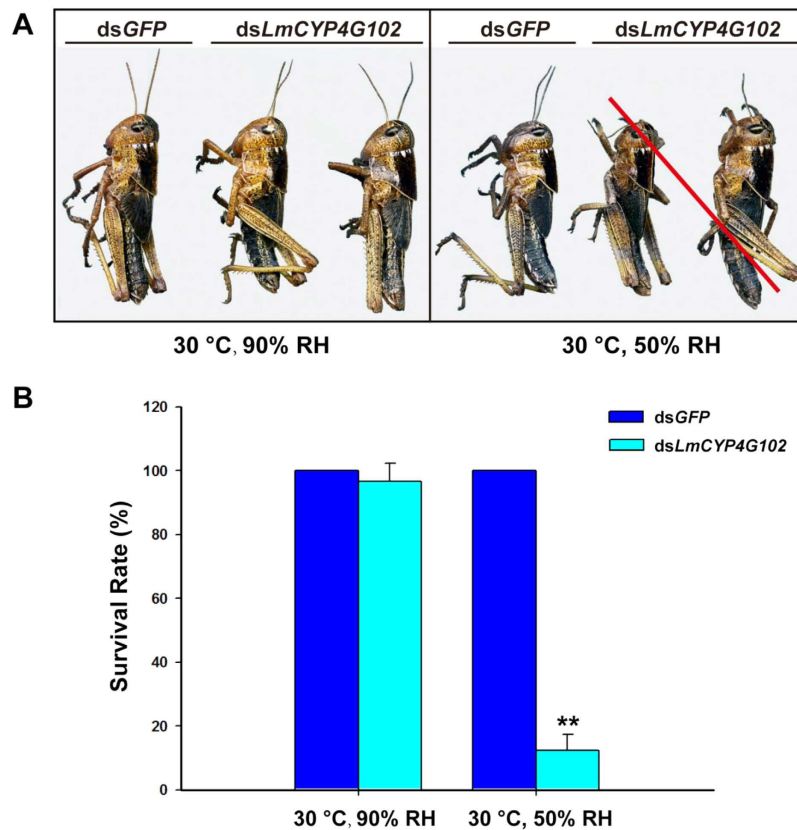 A
dsGFP
dsLmCYP4G102
dsGFP
dsLmCYP4G102
30 °C, 90% RH
30 °C, 50% RH
B
120
100
80
60
40
20
0
Survival Rate (%)
dsGFP
dsLmCYP4G102
**
30 °C, 90% RH
30 °C, 50% RH